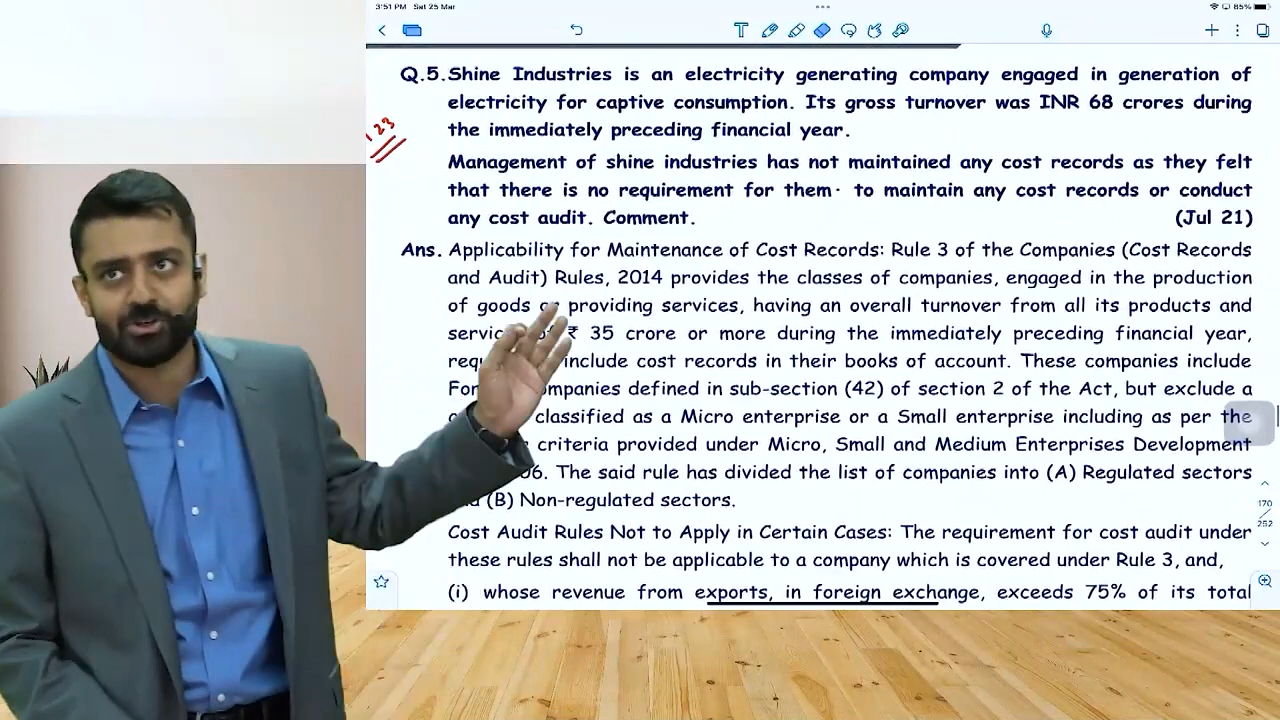 3:51 PM Sat 25 Mar
85%
Q.5. Shine Industries is an electricity generating company engaged in generation of
electricity for captive consumption. Its gross turnover was INR 68 crores during
the immediately preceding financial year.
23
Management of shine industries has not maintained any cost records as they felt
that there is no requirement for them· to maintain any cost records or conduct
any cost audit. Comment. (Jul 21)
Ans. Applicability for Maintenance of Cost Records: Rule 3 of the Companies (Cost Records
and Audit) Rules, 2014 provides the classes of companies, engaged in the production
of goods or providing services, having an overall turnover from all its products and
₹ 35 crore or more during the immediately preceding financial year,
include cost records in their books of account. These companies include
defined in sub-section (42) of section 2 of the Act, but exclude a
classified as a Micro enterprise or a Small enterprise including as per the
criteria provided under Micro, Small and Medium Enterprises Development
The said rule has divided the list of companies into (A) Regulated sectors
(B) Non-regulated sectors.
Cost Audit Rules Not to Apply in Certain Cases: The requirement for cost audit under
these rules shall not be applicable to a company which is covered under Rule 3, and,
(i) whose revenue from exports, in foreign exchange, exceeds 75% of its total
170
252